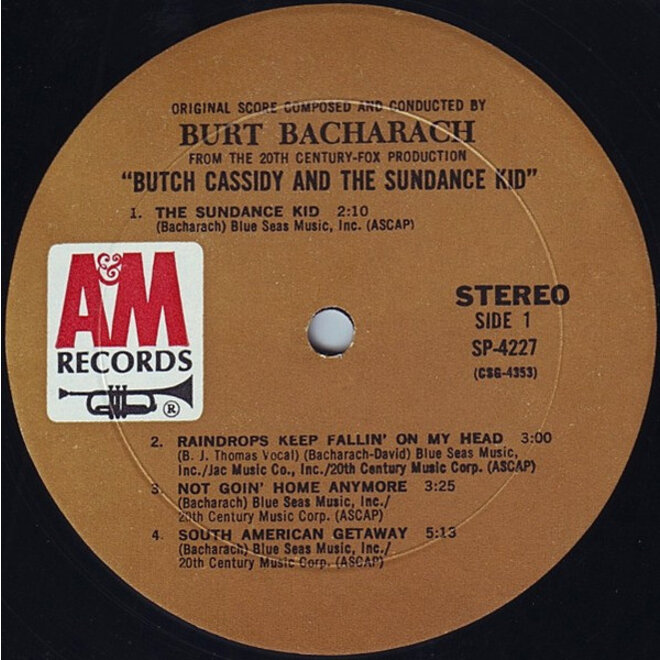 ORIGINAL SCORE COMPOSED AND CONDUCTED BY
BURT BACHARACH
FROM THE 20TH CENTURY-FOX PRODUCTION
"BUTCH CASSIDY AND THE SUNDANCE KID"
1. THE SUNDANCE KID 2:10
(Bacharach) Blue Seas Music, Inc. (ASCAP)
A&M
RECORDS
®
STEREO
SIDE 1
SP-4227
(CSG-4353)
2. RAINDROPS KEEP FALLIN' ON MY HEAD 3:00
(B. J. Thomas Vocal) (Bacharach-David) Blue Seas Music,
Inc./Jac Music Co., Inc./20th Century Music Corp. (ASCAP)
3. NOT GOIN' HOME ANYMORE 3:25
(Bacharach) Blue Seas Music, Inc./
20th Century Music Corp. (ASCAP)
4. SOUTH AMERICAN GETAWAY 5:13
(Bacharach) Blue Seas Music, Inc./
20th Century Music Corp. (ASCAP)